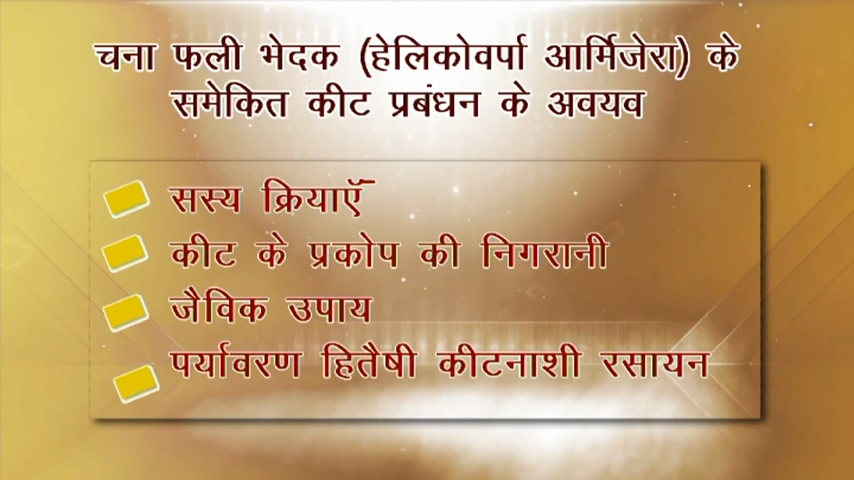 चना फली भेदक (हेलिकोवर्पा आर्मिजेरा) के
समेकित कीट प्रबंधन के अवयव
सस्य क्रियाएॅं
कीट के प्रकोप की निगरानी
जैविक उपाय
पर्यावरण हितैषी कीटनाशी रसायन